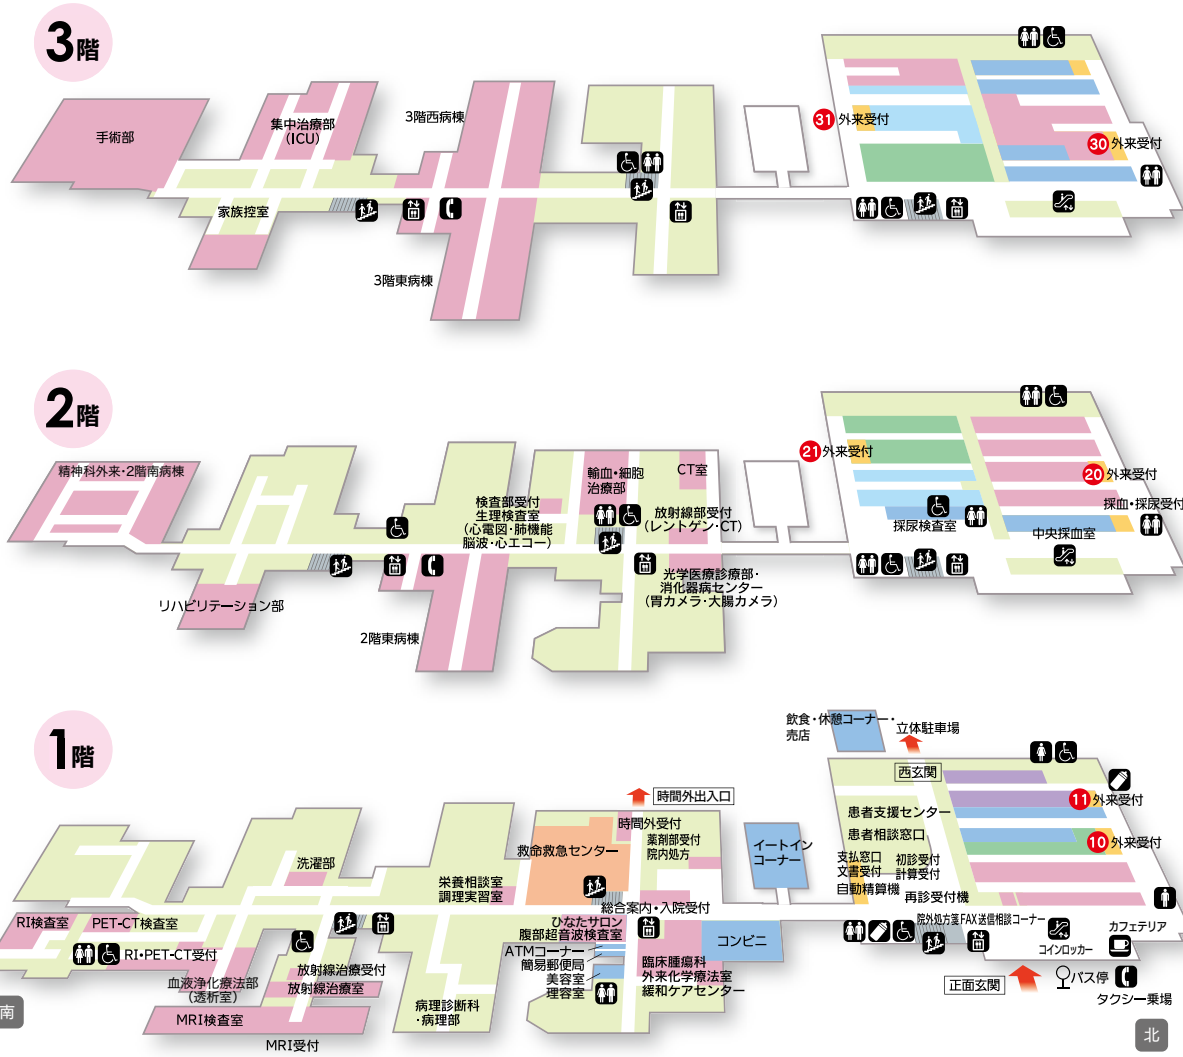 3階
手術部
集中治療部
(ICU)
家族控室
3階西病棟
3階東病棟
31 外来受付
30 外来受付
2階
精神科外来・2階南病棟
リハビリテーション部
2階東病棟
検査部受付
生理検査室
(心電図・肺機能
脳波・心エコー)
輸血・細胞
治療部
CT室
放射線部受付
(レントゲン・CT)
光学医療診療部・
消化器病センター
(胃カメラ・大腸カメラ)
21 外来受付
20 外来受付
採血・採尿受付
採尿検査室
中央採血室
1階
飲食・休憩コーナー・
売店
立体駐車場
西玄関
時間外出入口
時間外受付
薬剤部受付
院内処方
救命救急センター
イートイン
コーナー
患者支援センター
患者相談窓口
支払窓口
文書受付
自動精算機
初診受付
計算受付
再診受付機
11 外来受付
10 外来受付
洗濯部
栄養相談室
調理実習室
総合案内・入院受付
ひなたサロン
腹部超音波検査室
ATMコーナー
簡易郵便局
美容室
理容室
コンビニ
臨床腫瘍科
外来化学療法室
緩和ケアセンター
院外処方箋FAX送信相談コーナー
コインロッカー
カフェテリア
正面玄関
バス停
タクシー乗場
RI検査室
PET-CT検査室
RI・PET-CT受付
血液浄化療法部
(透析室)
放射線治療受付
放射線治療室
MRI検査室
MRI受付
病理診断科
・病理部
南
北